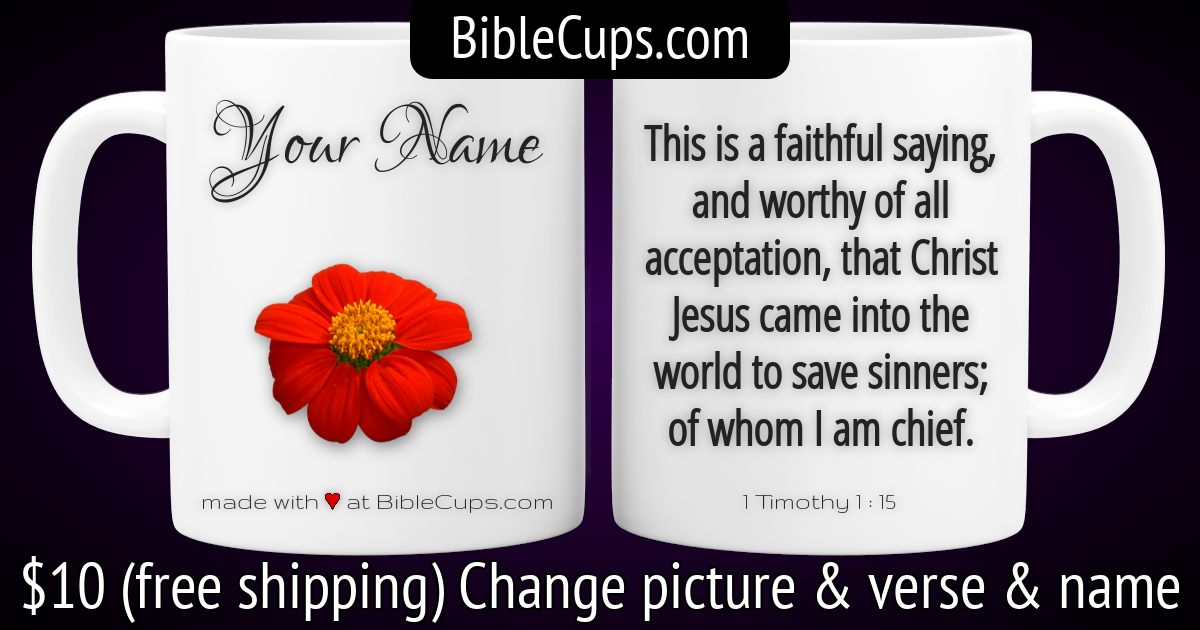 BibleCups.com
Your Name
made with ♥ at BibleCups.com
This is a faithful saying,
and worthy of all
acceptation, that Christ
Jesus came into the
world to save sinners;
of whom I am chief.
1 Timothy 1 : 15
$10 (free shipping) Change picture & verse & name